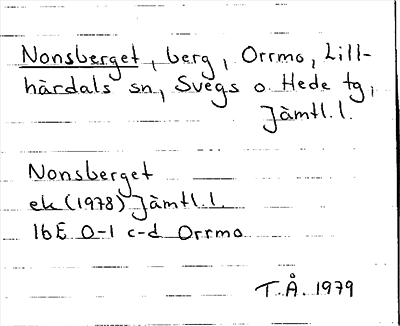 Nonsberget, berg, Orrmo, Lill-
härdals sn, Svegs o Hede tg,
Jämtl.l.
Nonsberget
ek (1978) Jämtl.l.
16E 0-1 c-d Orrmo
T.Å. 1979